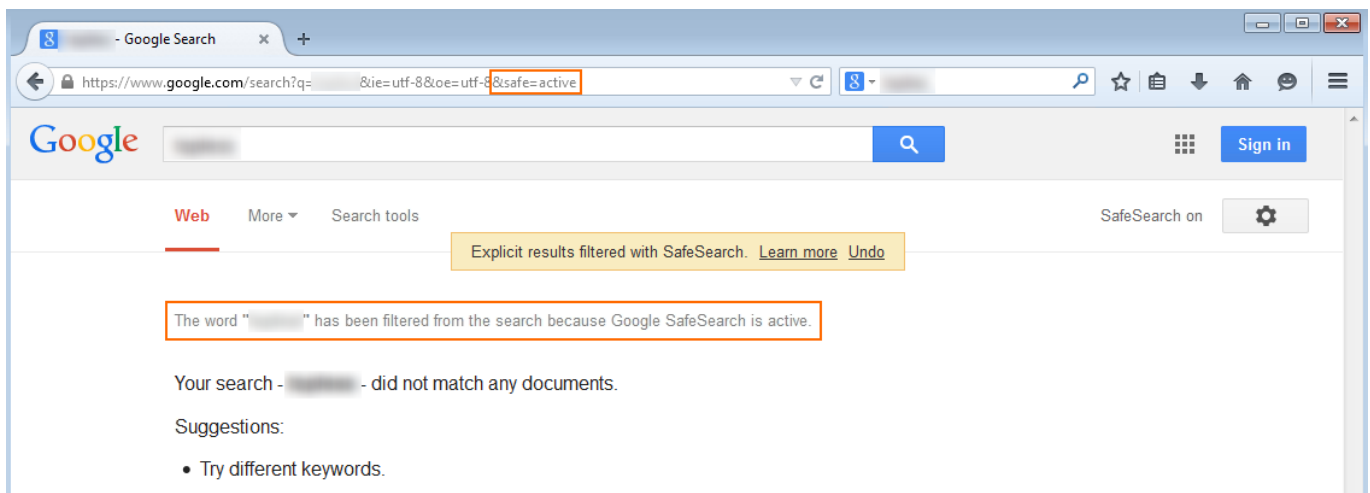 - Google Search
https://www.google.com/search?q= &ie=utf-8&oe=utf-8&safe=active
Google
Sign in
Web More Search tools SafeSearch on
Explicit results filtered with SafeSearch. Learn more Undo
The word " " has been filtered from the search because Google SafeSearch is active.
Your search - - did not match any documents.
Suggestions:
• Try different keywords.